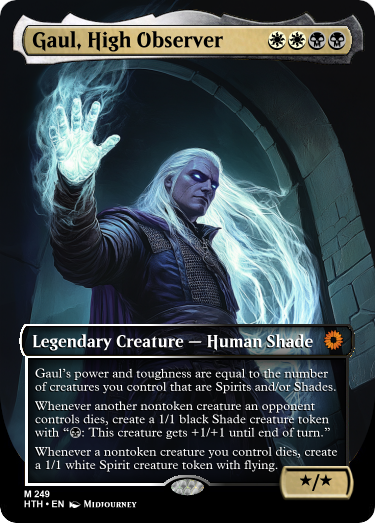 Gaul, High Observer
Legendary Creature — Human Shade
Gaul's power and toughness are equal to the number
of creatures you control that are Spirits and/or Shades.
Whenever another nontoken creature an opponent
controls dies, create a 1/1 black Shade creature token
with “: This creature gets +1/+1 until end of turn.”
Whenever a nontoken creature you control dies, create
a 1/1 white Spirit creature token with flying.
★/★
M 249
HTH • EN Midjourney